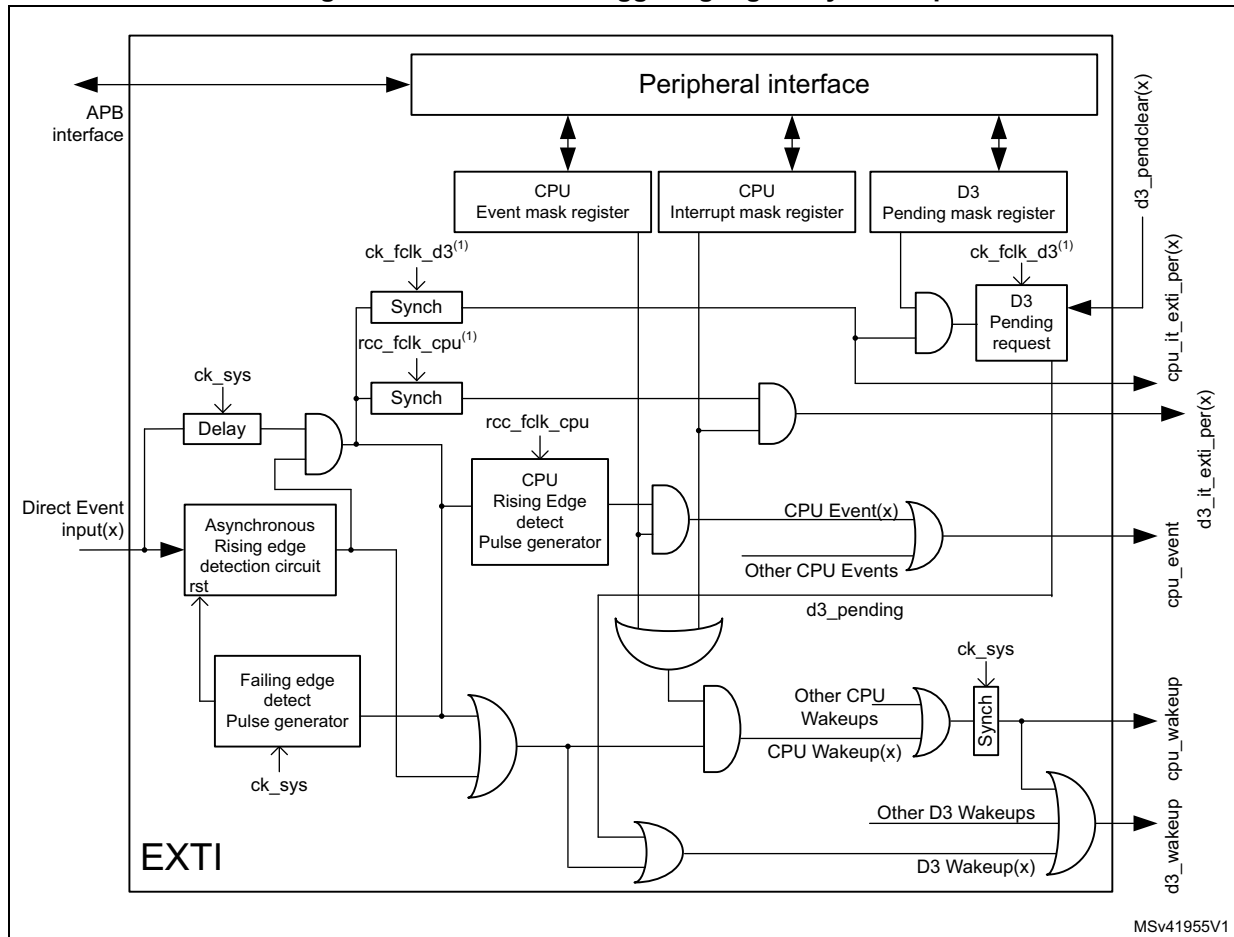 Peripheral interface
APB
interface
d3_pendclear(x)
CPU
Event mask register
CPU
Interrupt mask register
D3
Pending mask register
ck_fclk_d3(1)
Synch
ck_fclk_d3(1)
D3
Pending
request
cpu_it_exti_per(x)
rcc_fclk_cpu(1)
Synch
ck_sys
Delay
d3_it_exti_per(x)
rcc_fclk_cpu
CPU
Rising Edge
detect
Pulse generator
Direct Event
input(x)
Asynchronous
Rising edge
detection circuit
rst
CPU Event(x)
Other CPU Events
cpu_event
d3_pending
Failing edge
detect
Pulse generator
ck_sys
ck_sys
Synch
Other CPU
Wakeups
CPU Wakeup(x)
cpu_wakeup
Other D3 Wakeups
D3 Wakeup(x)
d3_wakeup
EXTI
MSv41955V1